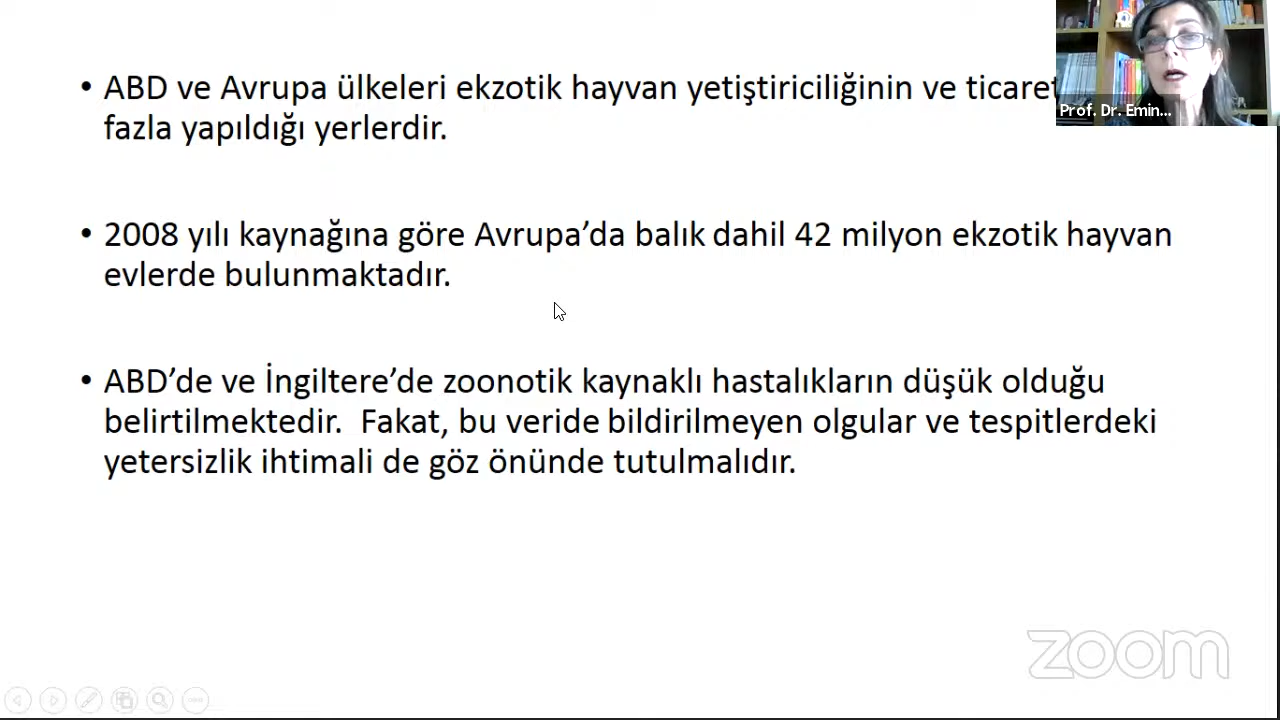 • ABD ve Avrupa ülkeleri ekzotik hayvan yetiştiriciliğinin ve ticaret
fazla yapıldığı yerlerdir.
• 2008 yılı kaynağına göre Avrupa’da balık dahil 42 milyon ekzotik hayvan
evlerde bulunmaktadır.
• ABD’de ve İngiltere’de zoonotik kaynaklı hastalıkların düşük olduğu
belirtilmektedir. Fakat, bu veride bildirilmeyen olgular ve tespitlerdeki
yetersizlik ihtimali de göz önünde tutulmalıdır.
Prof. Dr. Emin...
zoom